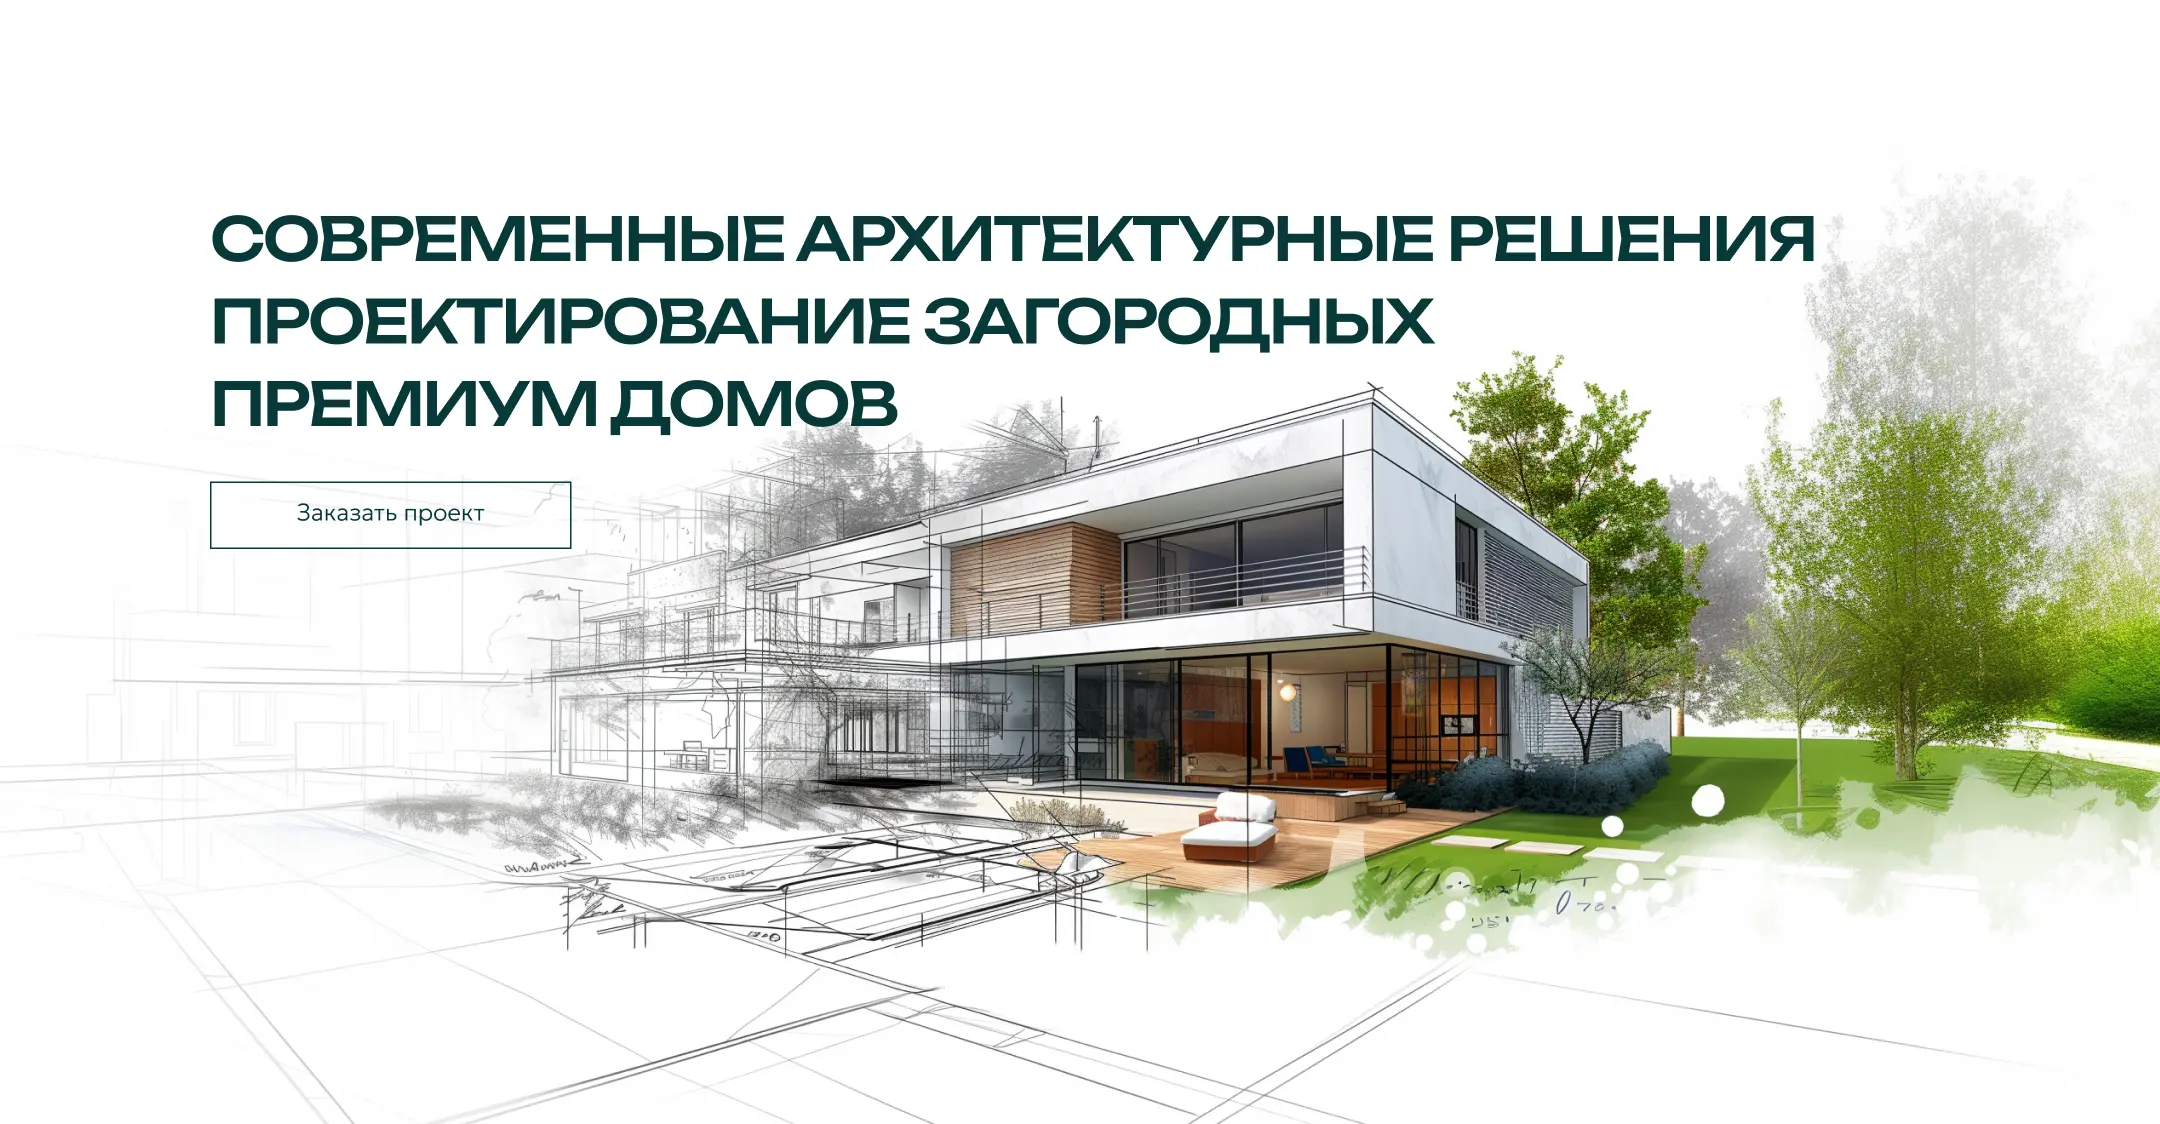 СОВРЕМЕННЫЕ АРХИТЕКТУРНЫЕ РЕШЕНИЯ
ПРОЕКТИРОВАНИЕ ЗАГОРОДНЫХ
ПРЕМИУМ ДОМОВ
Заказать проект